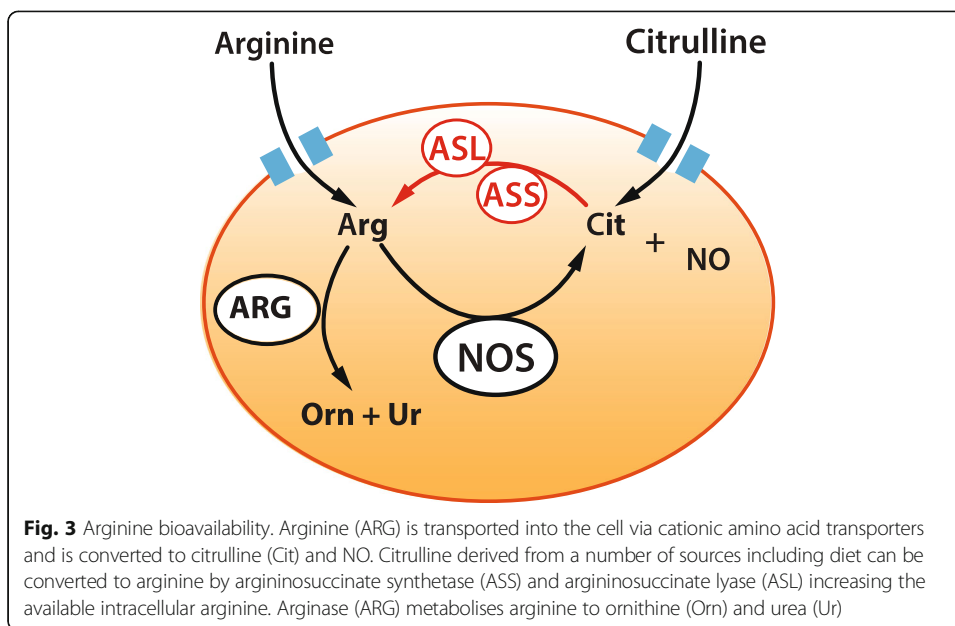 Arginine
Citrulline
ASL
ASS
Arg
Cit
+
NO
ARG
NOS
Orn + Ur
Fig. 3 Arginine bioavailability. Arginine (ARG) is transported into the cell via cationic amino acid transporters
and is converted to citrulline (Cit) and NO. Citrulline derived from a number of sources including diet can be
converted to arginine by argininosuccinate synthetase (ASS) and argininosuccinate lyase (ASL) increasing the
available intracellular arginine. Arginase (ARG) metabolises arginine to ornithine (Orn) and urea (Ur)